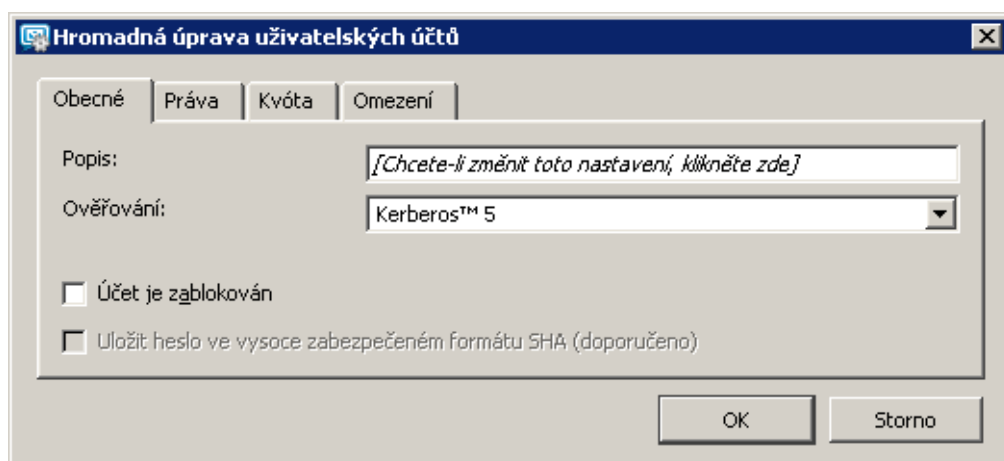 Hromadná úprava uživatelských účtů
Obecné Práva Kvóta Omezení
Popis: [Chcete-li změnit toto nastavení, klikněte zde]
Ověřování: Kerberos™ 5
Účet je zablokován
Uložit heslo ve vysoce zabezpečeném formátu SHA (doporučeno)
OK Storno